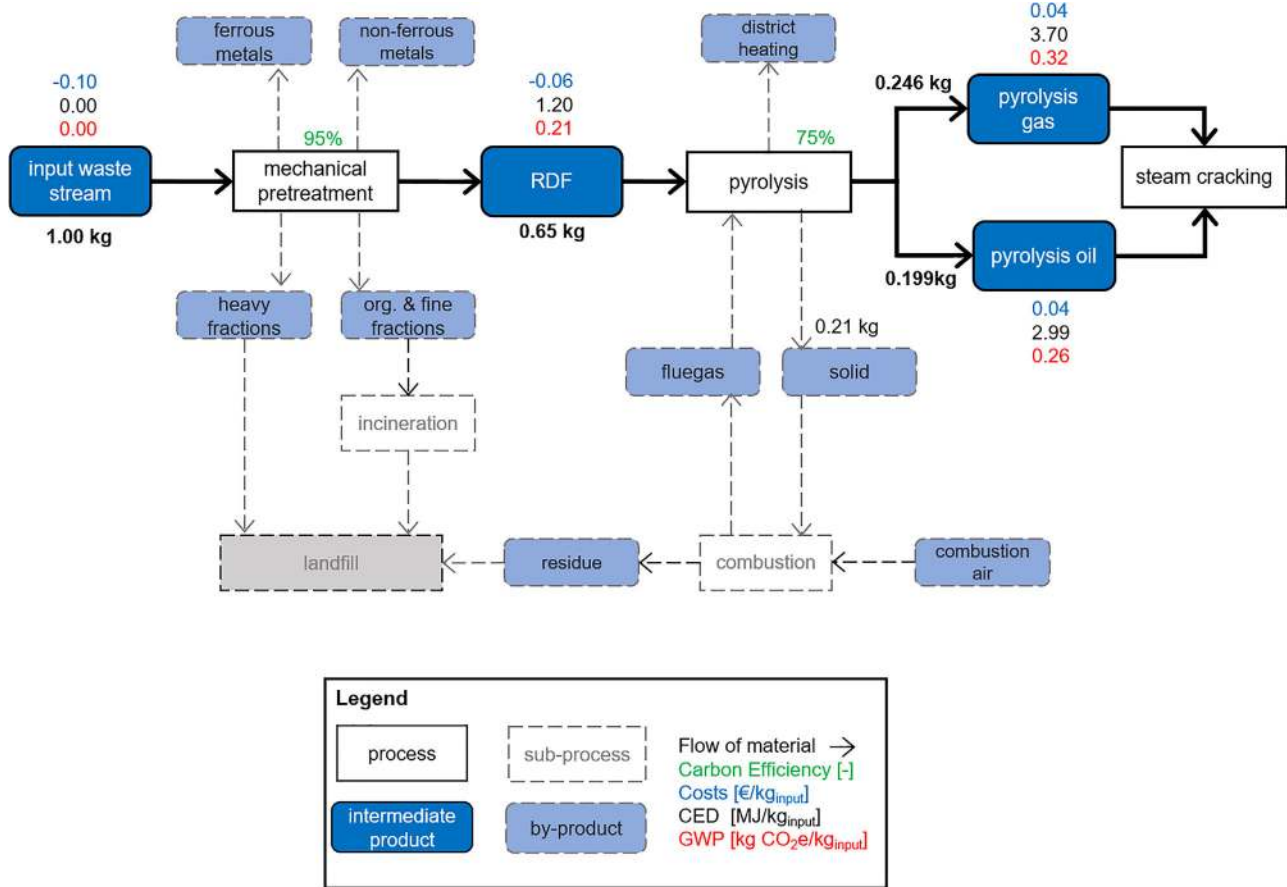 ferrous
metals
non-ferrous
metals
district
heating
0.04
3.70
0.32
-0.10
0.00
0.00
-0.06
1.20
0.21
0.246 kg
pyrolysis
gas
95%
75%
input waste
stream
mechanical
pretreatment
RDF
pyrolysis
steam cracking
1.00 kg
0.65 kg
0.199kg
pyrolysis oil
heavy
fractions
org. & fine
fractions
0.04
2.99
0.26
0.21 kg
fluegas
solid
incineration
landfill
residue
combustion
combustion
air
Legend
process
sub-process
intermediate
product
by-product
Flow of material →
Carbon Efficiency [-]
Costs [€/kginput]
CED [MJ/kginput]
GWP [kg CO2e/kginput]